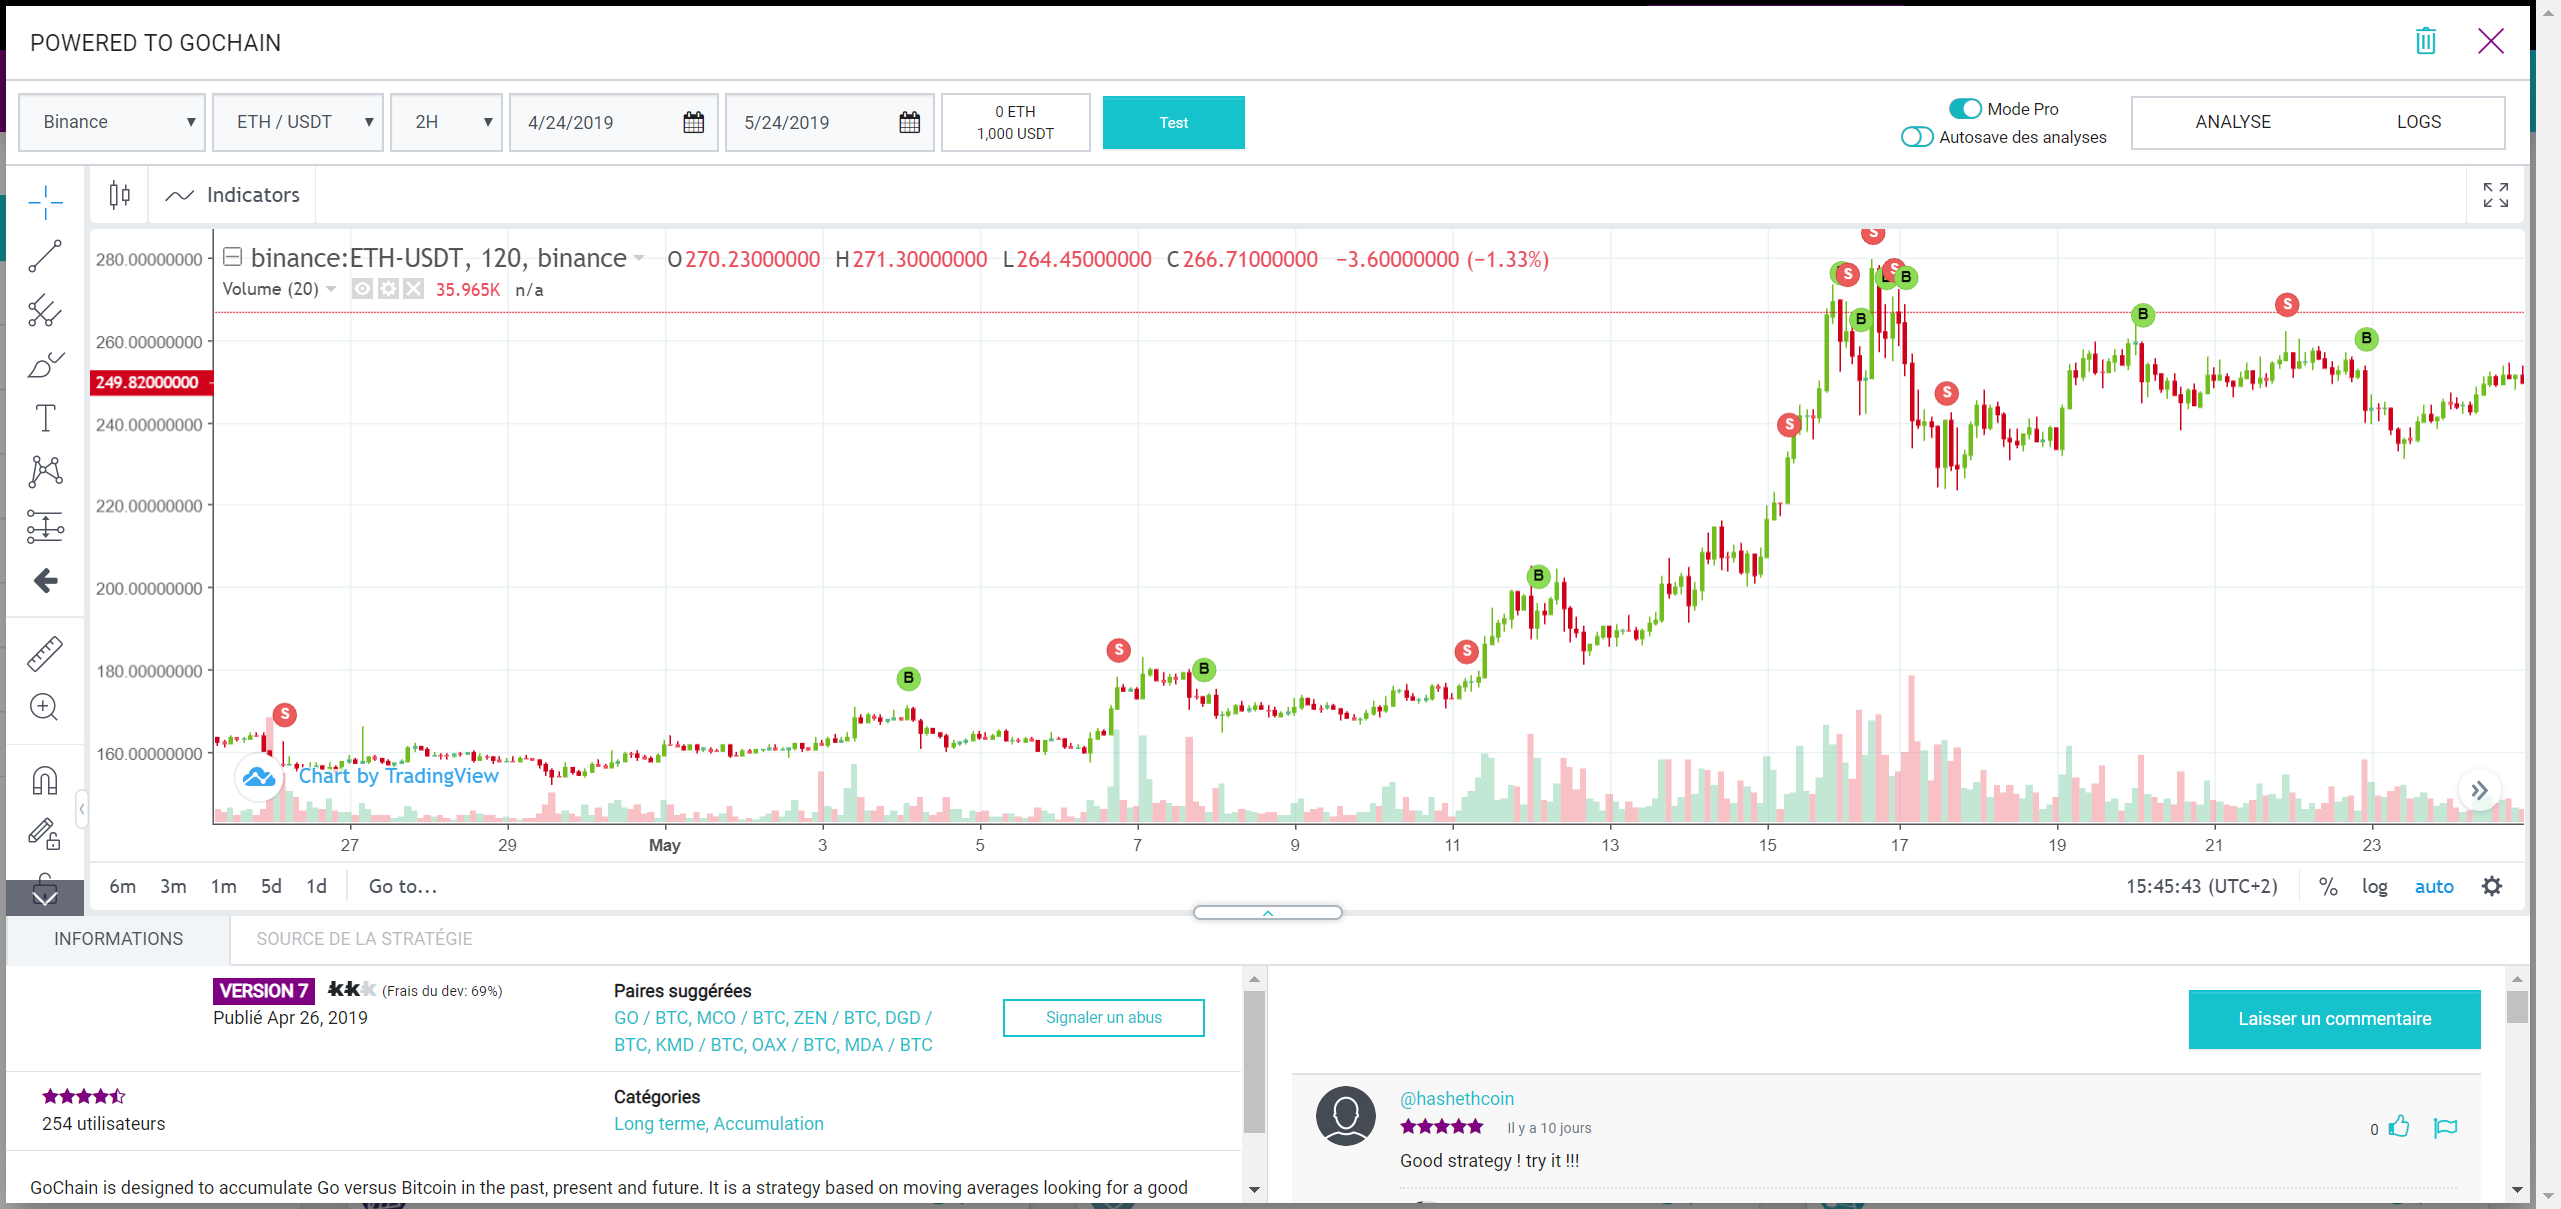 POWERED TO GOCHAIN
Binance
ETH / USDT
2H
4/24/2019
5/24/2019
0 ETH
1,000 USDT
Test
Mode Pro
Autosave des analyses
ANALYSE
LOGS
Indicators
binance:ETH-USDT, 120, binance O270.23000000 H271.30000000 L264.45000000 C266.71000000 −3.60000000 (−1.33%)
Volume (20) 35.965K n/a
280.00000000
260.00000000
249.82000000
240.00000000
220.00000000
200.00000000
180.00000000
160.00000000
S
B
S
B
S
B
S
S
B
S
B
S
B
B
S
B
Chart by TradingView
27 29 May 3 5 7 9 11 13 15 17 19 21 23
6m 3m 1m 5d 1d Go to...
15:45:43 (UTC+2) % log auto
INFORMATIONS
SOURCE DE LA STRATÉGIE
VERSION 7
(Frais du dev: 69%)
Publié Apr 26, 2019
Paires suggérées
GO / BTC, MCO / BTC, ZEN / BTC, DGD /
BTC, KMD / BTC, OAX / BTC, MDA / BTC
Signaler un abus
254 utilisateurs
Catégories
Long terme, Accumulation
GoChain is designed to accumulate Go versus Bitcoin in the past, present and future. It is a strategy based on moving averages looking for a good
Laisser un commentaire
@hashethcoin
Il y a 10 jours
0
Good strategy ! try it !!!